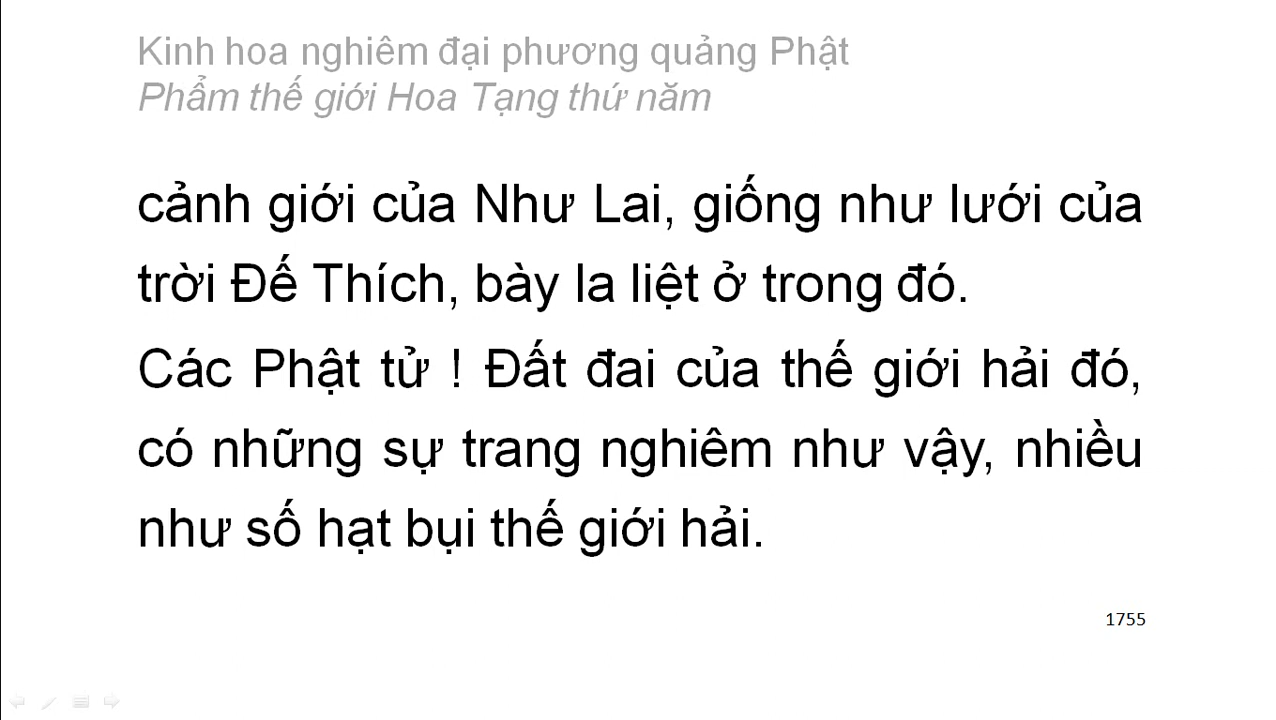 Kinh hoa nghiêm đại phương quảng Phật
Phẩm thế giới Hoa Tạng thứ năm
cảnh giới của Như Lai, giống như lưới của
trời Đế Thích, bày la liệt ở trong đó.
Các Phật tử ! Đất đai của thế giới hải đó,
có những sự trang nghiêm như vậy, nhiều
như số hạt bụi thế giới hải.
1755